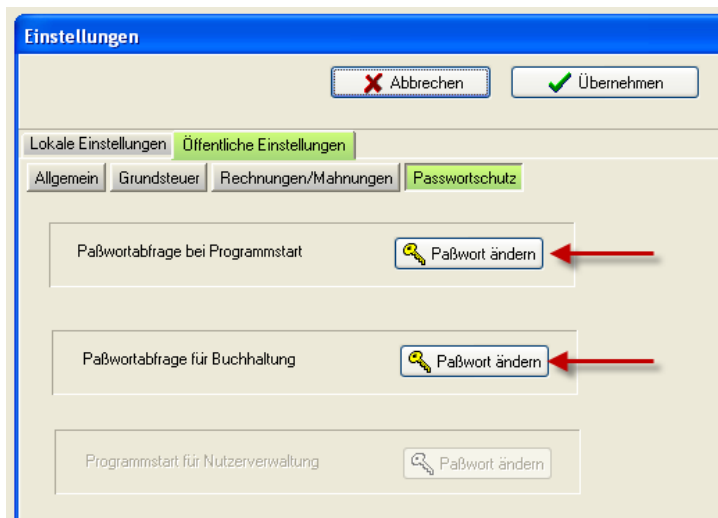 Einstellungen
Abbrechen Übernehmen
Lokale Einstellungen Öffentliche Einstellungen
Allgemein Grundsteuer Rechnungen/Mahnungen Passwortschutz
Paßwortabfrage bei Programmstart Paßwort ändern
Paßwortabfrage für Buchhaltung Paßwort ändern
Programmstart für Nutzerverwaltung Paßwort ändern